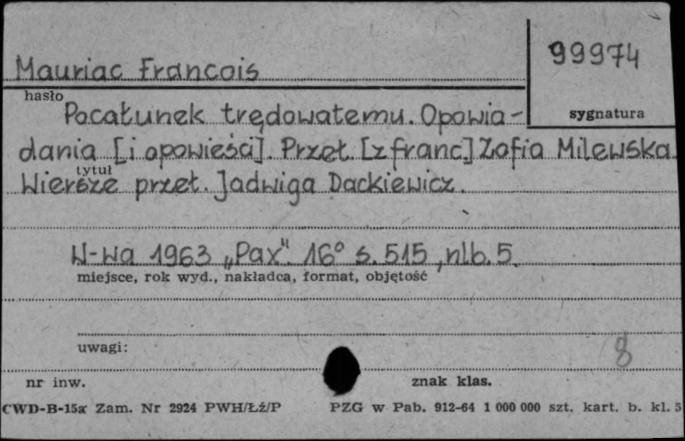 99974
Mauriac Francois
hasło
sygnatura
Pocałunek trędowatemu. Opowia-
dania [i opowieści]. Przeł. [z franc] Zofia Milewska
tytuł
Wiersze przeł. Jadwiga Dackiewicz.
W-wa 1963 „Pax". 16° s. 515, nlb. 5.
miejsce, rok wyd., nakładca, format, objętość
uwagi:
8
nr inw.
znak klas.
CWD-B-15a Zam. Nr 2924 PWH/Łź/P
PZG w Pab. 912-64 1 000 000 szt. kart. b. kl. 5